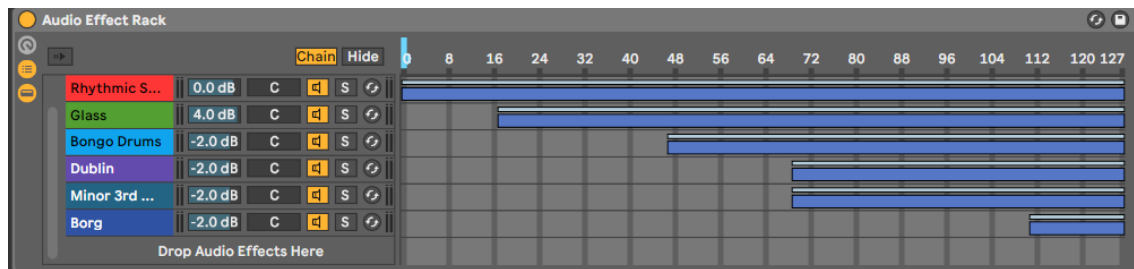 Audio Effect Rack
Chain Hide 0 8 16 24 32 40 48 56 64 72 80 88 96 104 112 120 127
Rhythmic S... 0.0 dB C S
Glass 4.0 dB C S
Bongo Drums -2.0 dB C S
Dublin -2.0 dB C S
Minor 3rd ... -2.0 dB C S
Borg -2.0 dB C S
Drop Audio Effects Here